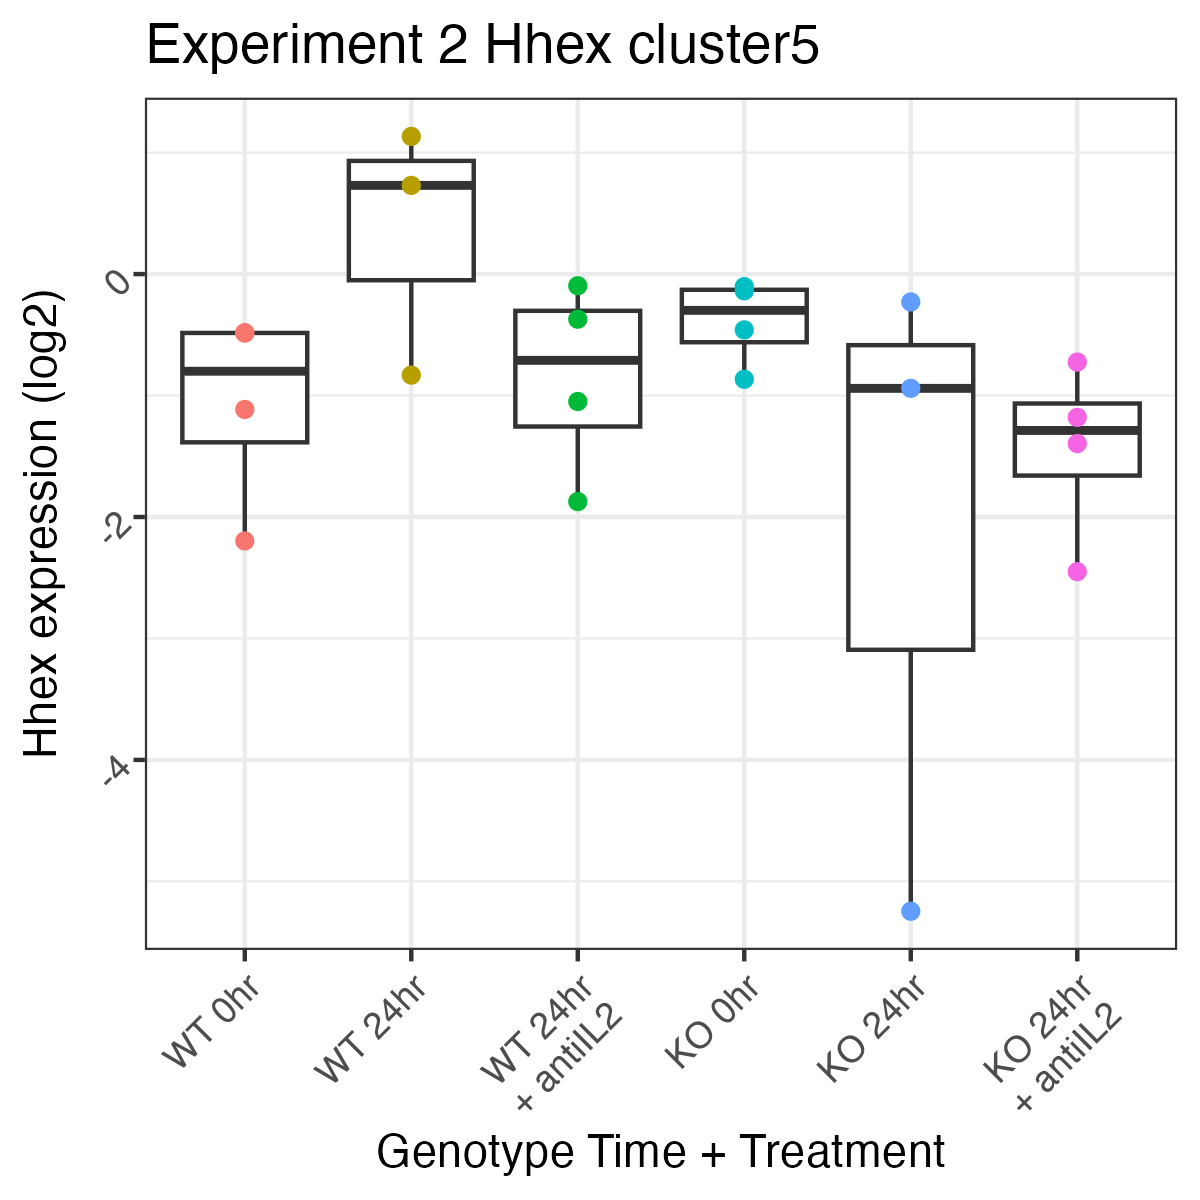 Experiment 2 Hhex cluster5
Hhex expression (log2)
0
-2
-4
WT 0hr
WT 24hr
WT 24hr
+ antiIL2
KO 0hr
KO 24hr
KO 24hr
+ antiIL2
Genotype Time + Treatment